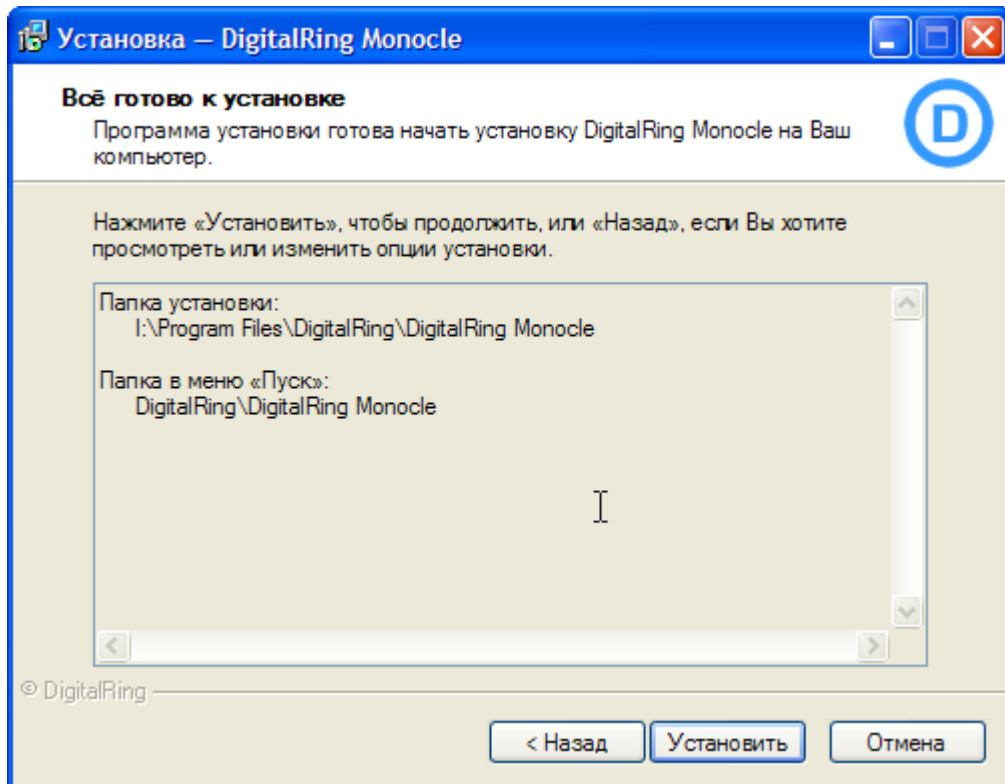 Установка — DigitalRing Monocle
Всё готово к установке
Программа установки готова начать установку DigitalRing Monocle на Ваш
компьютер.
D
Нажмите «Установить», чтобы продолжить, или «Назад», если Вы хотите
просмотреть или изменить опции установки.
Папка установки:
I:\Program Files\DigitalRing\DigitalRing Monocle
Папка в меню «Пуск»:
DigitalRing\DigitalRing Monocle
© DigitalRing
< Назад
Установить
Отмена